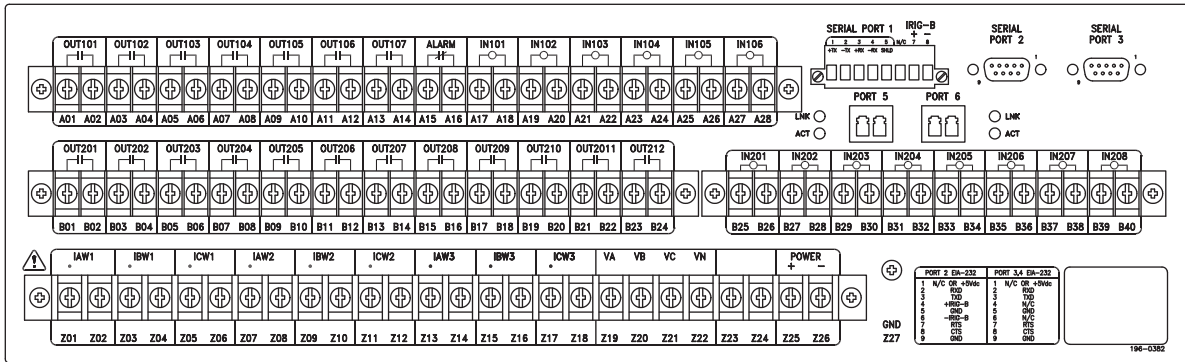 OUT101 OUT102 OUT103 OUT104 OUT105 OUT106 OUT107 ALARM IN101 IN102 IN103 IN104 IN105 IN106
A01 A02 A03 A04 A05 A06 A07 A08 A09 A10 A11 A12 A13 A14 A15 A16 A17 A18 A19 A20 A21 A22 A23 A24 A25 A26 A27 A28
SERIAL PORT 1 IRIG-B
+ −
1 2 3 4 5 N/C 7 8
+TX -TX +RX -RX SHLD
SERIAL
PORT 2
1
9
SERIAL
PORT 3
1
9
PORT 5 PORT 6
LNK LNK
ACT ACT
OUT201 OUT202 OUT203 OUT204 OUT205 OUT206 OUT207 OUT208 OUT209 OUT210 OUT2011 OUT212
B01 B02 B03 B04 B05 B06 B07 B08 B09 B10 B11 B12 B13 B14 B15 B16 B17 B18 B19 B20 B21 B22 B23 B24
IN201 IN202 IN203 IN204 IN205 IN206 IN207 IN208
B25 B26 B27 B28 B29 B30 B31 B32 B33 B34 B35 B36 B37 B38 B39 B40
IAW1 IBW1 ICW1 IAW2 IBW2 ICW2 IAW3 IBW3 ICW3 VA VB VC VN POWER
+ −
Z01 Z02 Z03 Z04 Z05 Z06 Z07 Z08 Z09 Z10 Z11 Z12 Z13 Z14 Z15 Z16 Z17 Z18 Z19 Z20 Z21 Z22 Z23 Z24 Z25 Z26
GND
Z27
PORT 2 EIA-232
1 N/C OR +5Vdc
2 RXD
3 TXD
4 +IRIG-B
5 GND
6 -IRIG-B
7 RTS
8 CTS
9 GND
PORT 3,4 EIA-232
1 N/C OR +5Vdc
2 RXD
3 TXD
4 N/C
5 GND
6 N/C
7 RTS
8 CTS
9 GND
196-0382